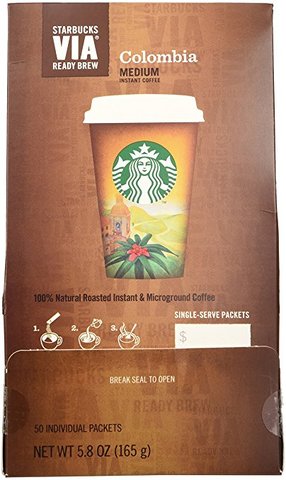 STARBUCKS
VIA®
READY BREW
Colombia
MEDIUM
INSTANT COFFEE
100% Natural Roasted Instant & Microground Coffee
1. 2. 3.
SINGLE-SERVE PACKETS
$
BREAK SEAL TO OPEN
50 INDIVIDUAL PACKETS
NET WT 5.8 OZ (165 g)